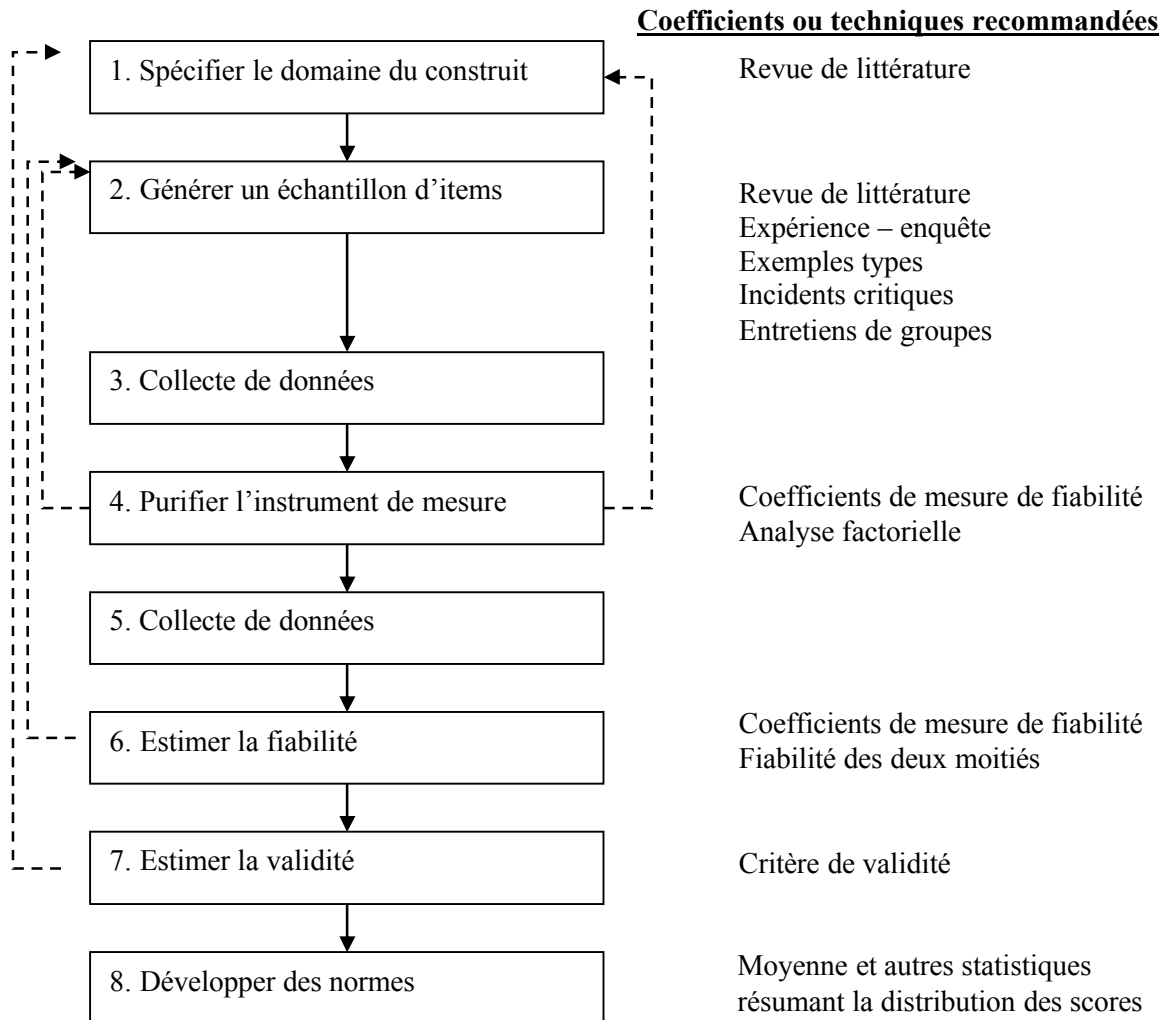 Coefficients ou techniques recommandées
1. Spécifier le domaine du construit
Revue de littérature
2. Générer un échantillon d’items
Revue de littérature
Expérience – enquête
Exemples types
Incidents critiques
Entretiens de groupes
3. Collecte de données
4. Purifier l’instrument de mesure
Coefficients de mesure de fiabilité
Analyse factorielle
5. Collecte de données
6. Estimer la fiabilité
Coefficients de mesure de fiabilité
Fiabilité des deux moitiés
7. Estimer la validité
Critère de validité
8. Développer des normes
Moyenne et autres statistiques
résumant la distribution des scores